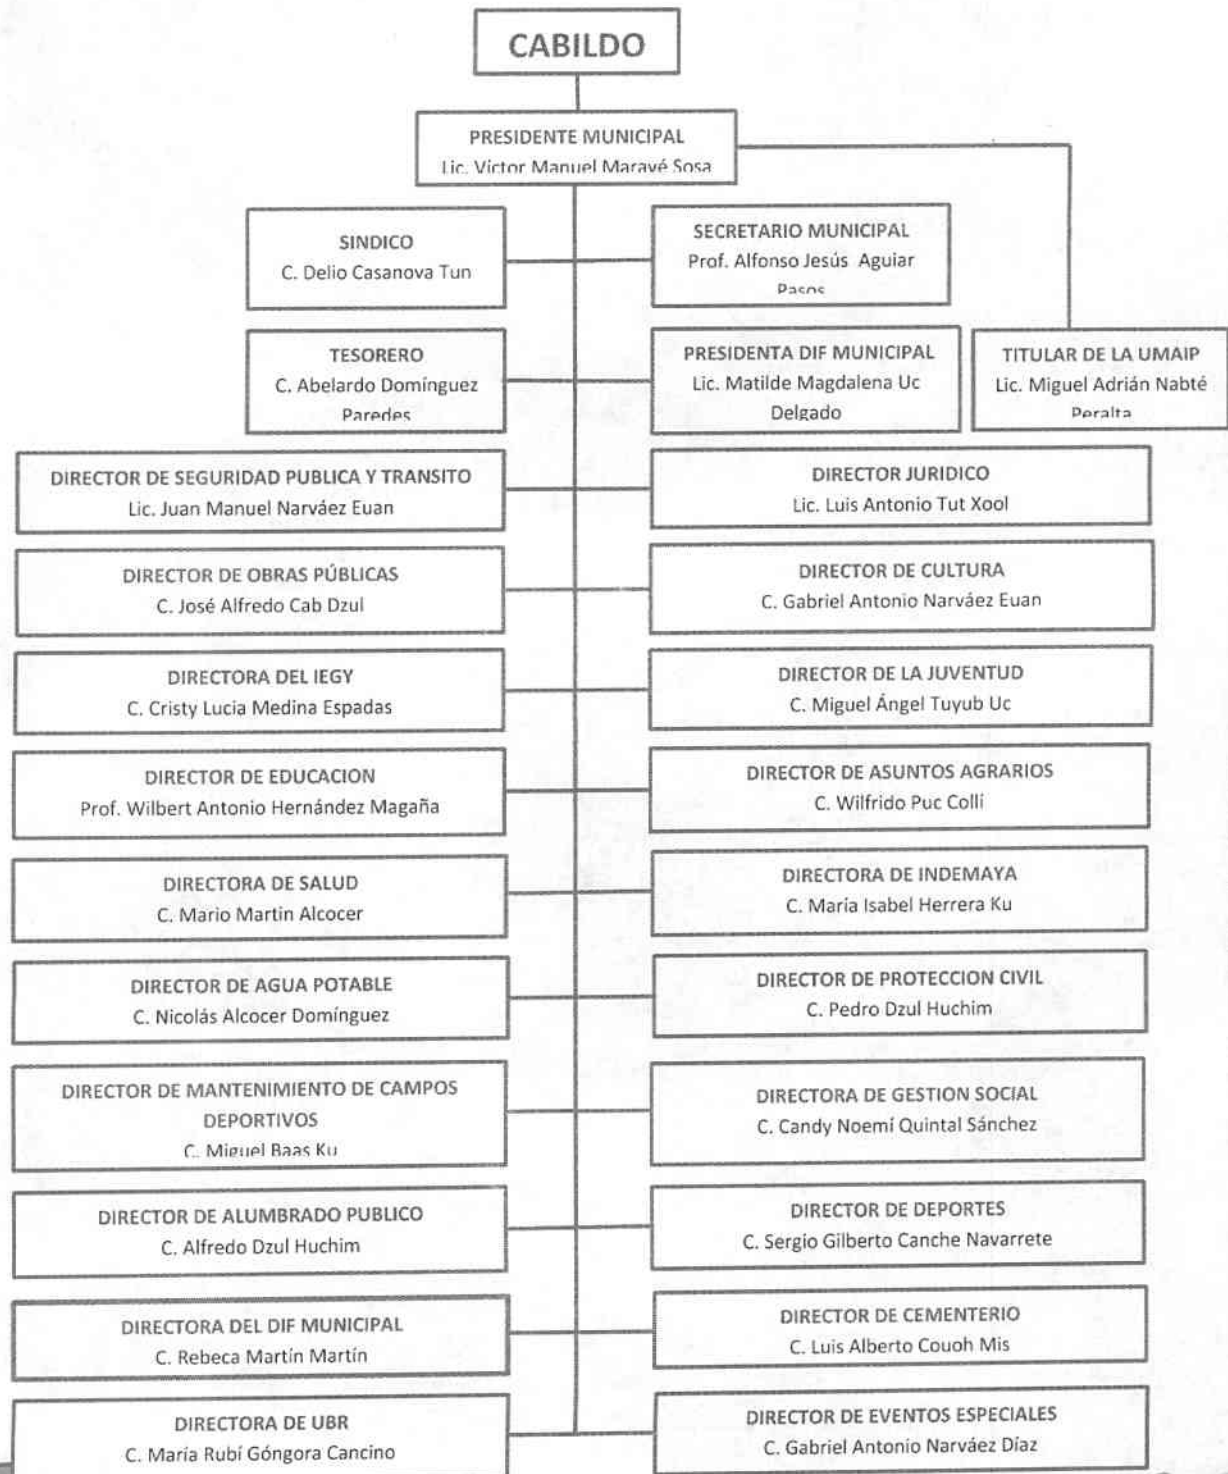 CABILDO
PRESIDENTE MUNICIPAL
Lic. Víctor Manuel Maravé Sosa
SINDICO
C. Delio Casanova Tun
SECRETARIO MUNICIPAL
Prof. Alfonso Jesús Aguiar
Pasos
TESORERO
C. Abelardo Domínguez
Paredes
PRESIDENTA DIF MUNICIPAL
Lic. Matilde Magdalena Uc
Delgado
TITULAR DE LA UMAIP
Lic. Miguel Adrián Nabté
Peralta
DIRECTOR DE SEGURIDAD PUBLICA Y TRANSITO
Lic. Juan Manuel Narváez Euan
DIRECTOR JURIDICO
Lic. Luis Antonio Tut Xool
DIRECTOR DE OBRAS PÚBLICAS
C. José Alfredo Cab Dzul
DIRECTOR DE CULTURA
C. Gabriel Antonio Narváez Euan
DIRECTORA DEL IEGY
C. Cristy Lucia Medina Espadas
DIRECTOR DE LA JUVENTUD
C. Miguel Ángel Tuyub Uc
DIRECTOR DE EDUCACION
Prof. Wilbert Antonio Hernández Magaña
DIRECTOR DE ASUNTOS AGRARIOS
C. Wilfrido Puc Collí
DIRECTORA DE SALUD
C. Mario Martin Alcocer
DIRECTORA DE INDEMAYA
C. María Isabel Herrera Ku
DIRECTOR DE AGUA POTABLE
C. Nicolás Alcocer Domínguez
DIRECTOR DE PROTECCION CIVIL
C. Pedro Dzul Huchim
DIRECTOR DE MANTENIMIENTO DE CAMPOS
DEPORTIVOS
C. Miguel Baas Ku
DIRECTORA DE GESTION SOCIAL
C. Candy Noemí Quintal Sánchez
DIRECTOR DE ALUMBRADO PUBLICO
C. Alfredo Dzul Huchim
DIRECTOR DE DEPORTES
C. Sergio Gilberto Canche Navarrete
DIRECTORA DEL DIF MUNICIPAL
C. Rebeca Martín Martín
DIRECTOR DE CEMENTERIO
C. Luis Alberto Couoh Mis
DIRECTORA DE UBR
C. María Rubí Góngora Cancino
DIRECTOR DE EVENTOS ESPECIALES
C. Gabriel Antonio Narváez Díaz